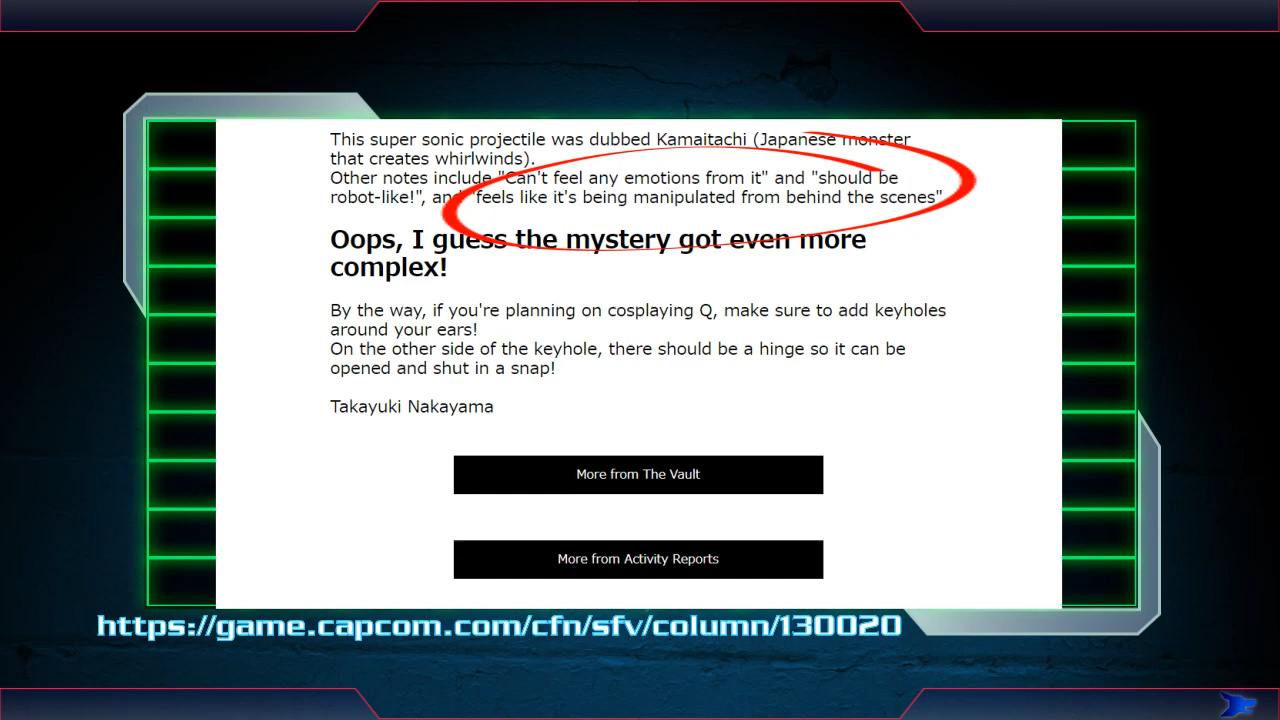 This super sonic projectile was dubbed Kamaitachi (Japanese monster
that creates whirlwinds).
Other notes include "Can't feel any emotions from it" and "should be
robot-like!", and "feels like it's being manipulated from behind the scenes"
Oops, I guess the mystery got even more
complex!
By the way, if you're planning on cosplaying Q, make sure to add keyholes
around your ears!
On the other side of the keyhole, there should be a hinge so it can be
opened and shut in a snap!
Takayuki Nakayama
More from The Vault
More from Activity Reports
https://game.capcom.com/cfn/sfv/column/130020